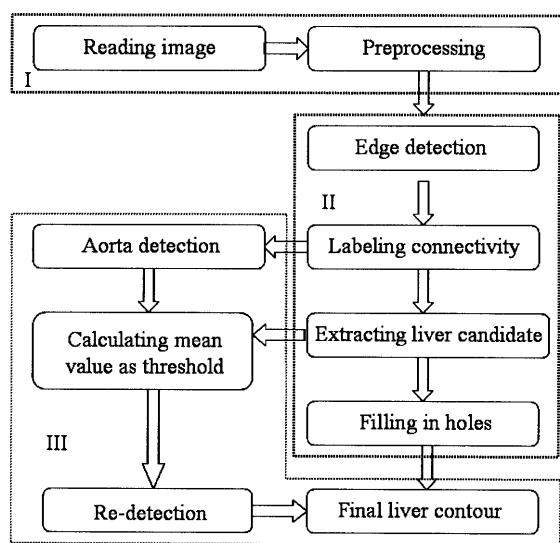 Reading image
Preprocessing
I
Edge detection
II
Aorta detection
Labeling connectivity
Calculating mean
value as threshold
Extracting liver candidate
Filling in holes
III
Re-detection
Final liver contour